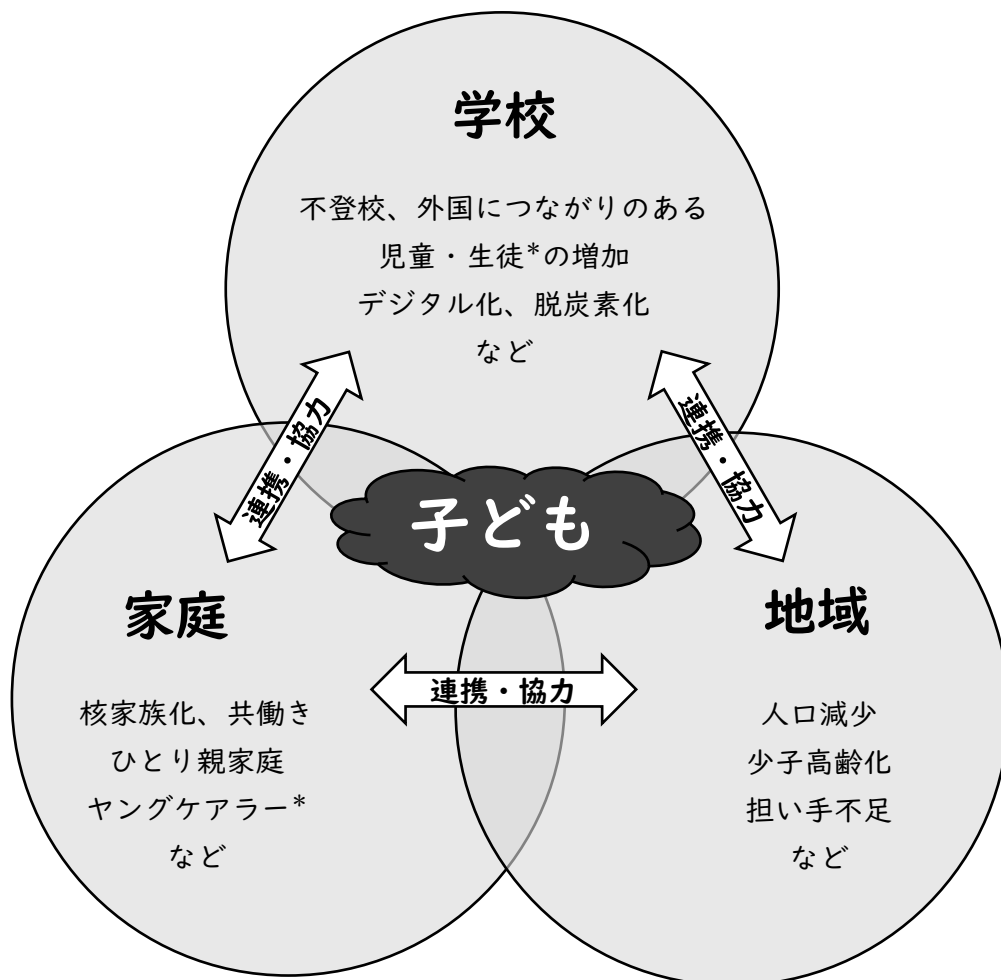 学校
不登校、外国につながりのある
児童・生徒*の増加
デジタル化、脱炭素化
など
連携・協力
連携・協力
子ども
家庭
核家族化、共働き
ひとり親家庭
ヤングケアラー*
など
連携・協力
地域
人口減少
少子高齢化
担い手不足
など